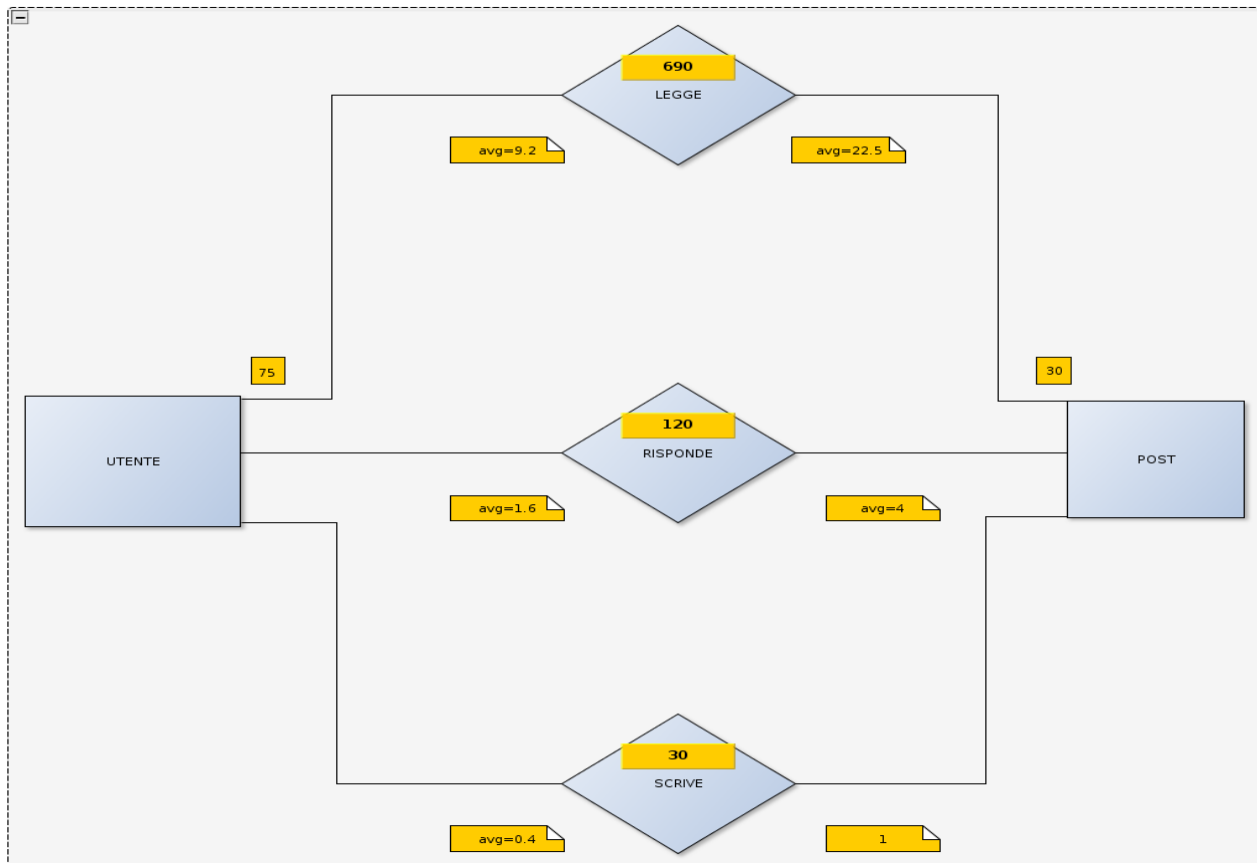 690
LEGGE
avg=9.2
avg=22.5
75
30
120
RISPONDE
UTENTE
POST
avg=1.6
avg=4
30
SCRIVE
avg=0.4
1